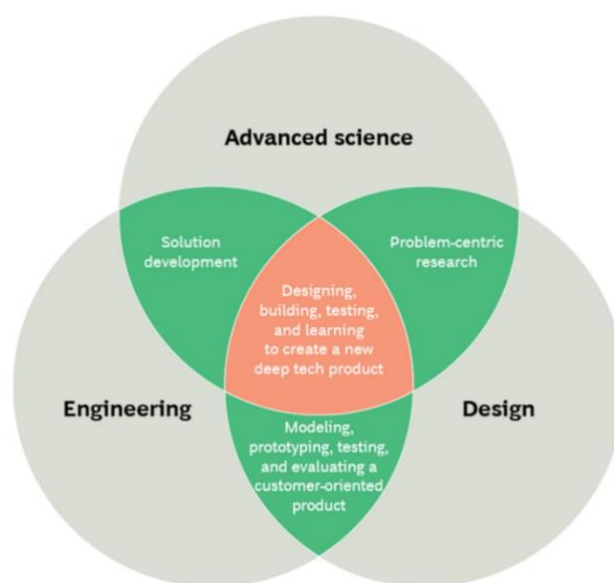 Advanced science
Solution
development
Problem-centric
research
Designing,
building, testing,
and learning
to create a new
deep tech product
Engineering
Design
Modeling,
prototyping, testing,
and evaluating a
customer-oriented
product